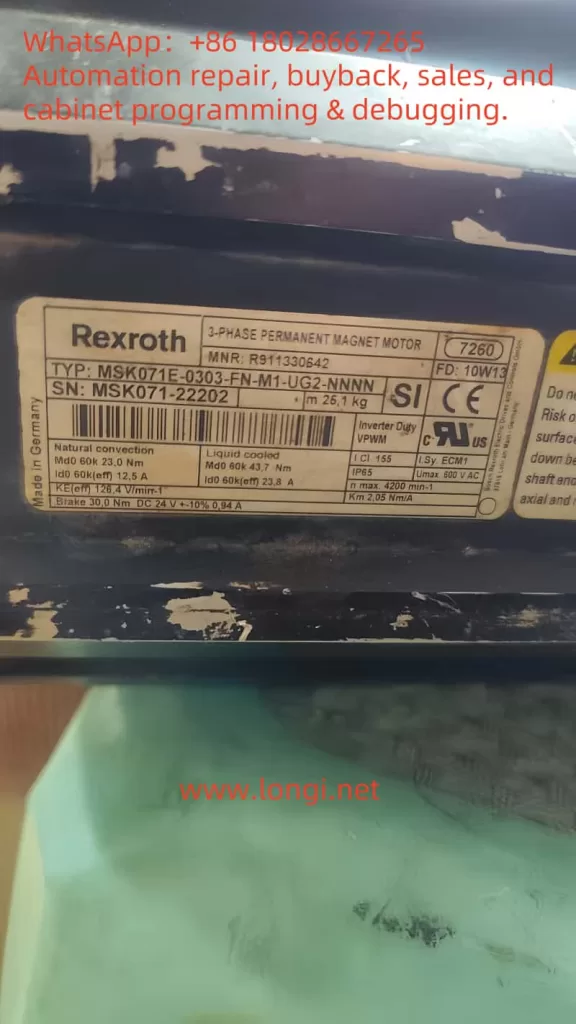 WhatsApp：+86 18028667265
Automation repair, buyback, sales, and
cabinet programming & debugging.
Rexroth
3-PHASE PERMANENT MAGNET MOTOR
7260
MNR: R911330642
FD: 10W13
TYP: MSK071E-0303-FN-M1-UG2-NNNN
SN: MSK071-22202
m 25,1 kg
SI
CE
Made in Germany
Inverter Duty
VPWM
c RU US
Natural convection
Liquid cooled
Md0 60k 23,0 Nm
Md0 60k 43,7 Nm
I.Cl. 155
I.Sy. ECM1
Id0 60k(eff) 12,5 A
Id0 60k(eff) 23,8 A
IP65
Umax. 600 V AC
KE(eff) 126,4 V/min-1
n max. 4200 min-1
Brake 30,0 Nm DC 24 V +-10% 0,94 A
Km 2,05 Nm/A
Risk o
surface
down be
shaft end
axial and
www.longi.net